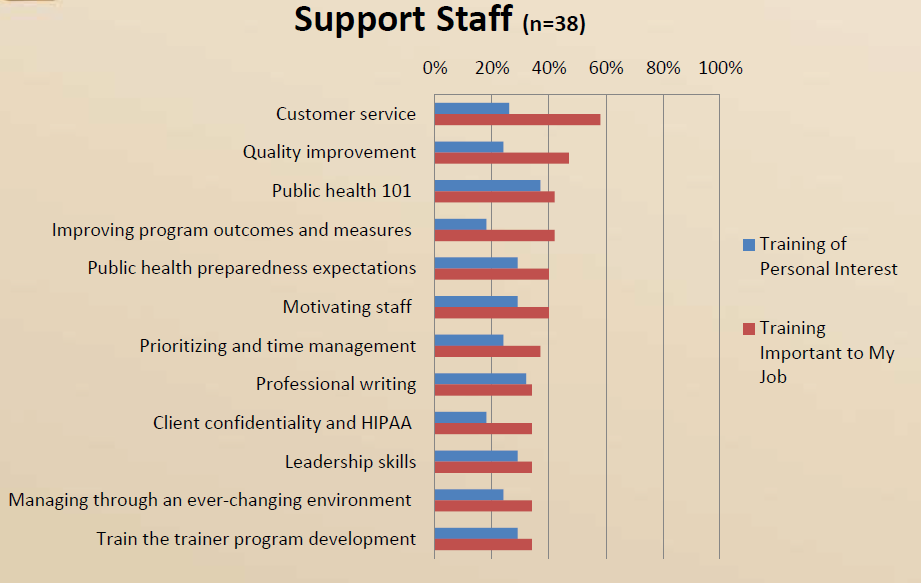 Support Staff (n=38)
0% 20% 40% 60% 80% 100%
Customer service
Quality improvement
Public health 101
Improving program outcomes and measures
Public health preparedness expectations
Motivating staff
Prioritizing and time management
Professional writing
Client confidentiality and HIPAA
Leadership skills
Managing through an ever-changing environment
Train the trainer program development
Training of
Personal Interest
Training
Important to My
Job